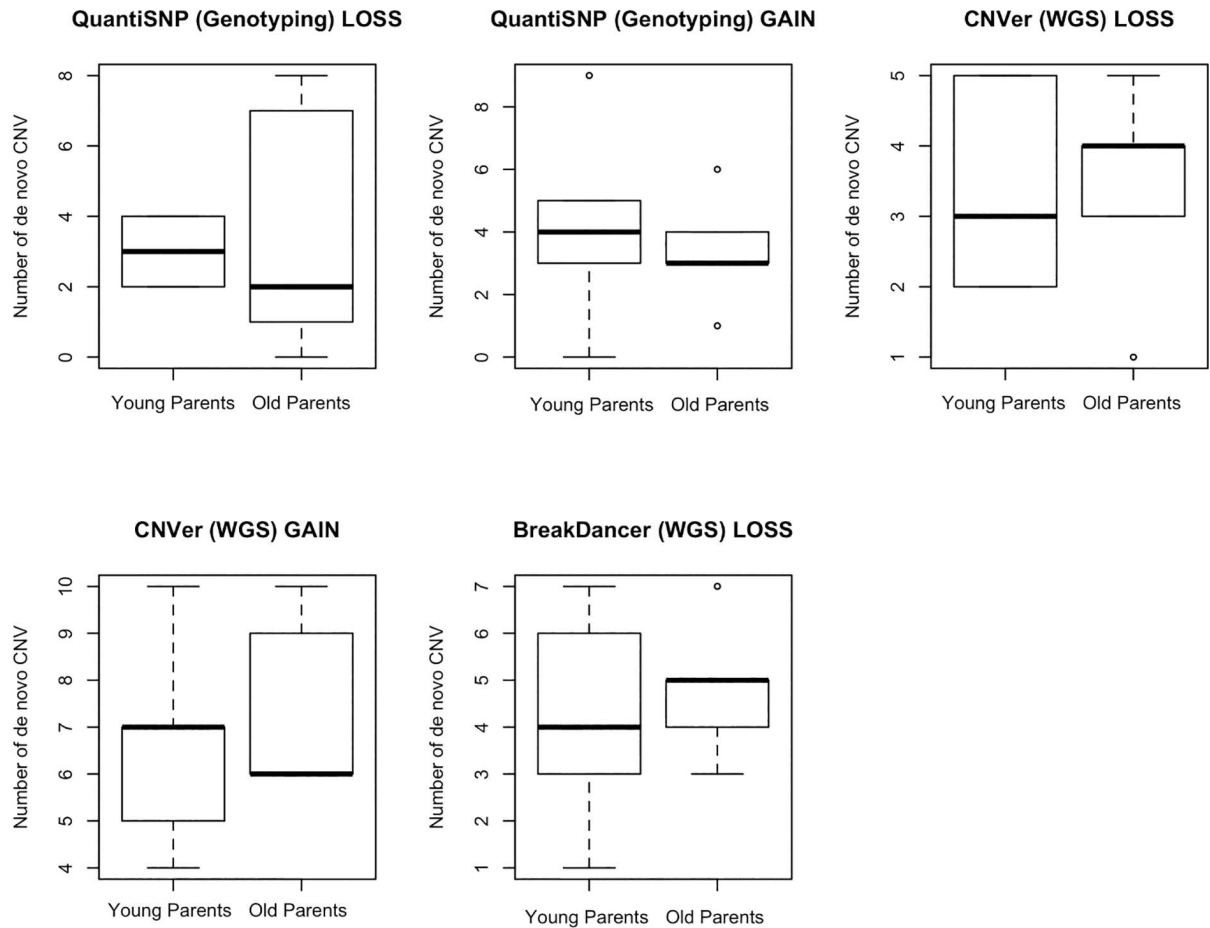 QuantiSNP (Genotyping) LOSS
Number of de novo CNV
8
6
4
2
0
Young Parents
Old Parents
QuantiSNP (Genotyping) GAIN
Number of de novo CNV
8
6
4
2
0
Young Parents
Old Parents
CNVer (WGS) LOSS
Number of de novo CNV
5
4
3
2
1
Young Parents
Old Parents
CNVer (WGS) GAIN
Number of de novo CNV
10
9
8
7
6
5
4
Young Parents
Old Parents
BreakDancer (WGS) LOSS
Number of de novo CNV
7
6
5
4
3
2
1
Young Parents
Old Parents